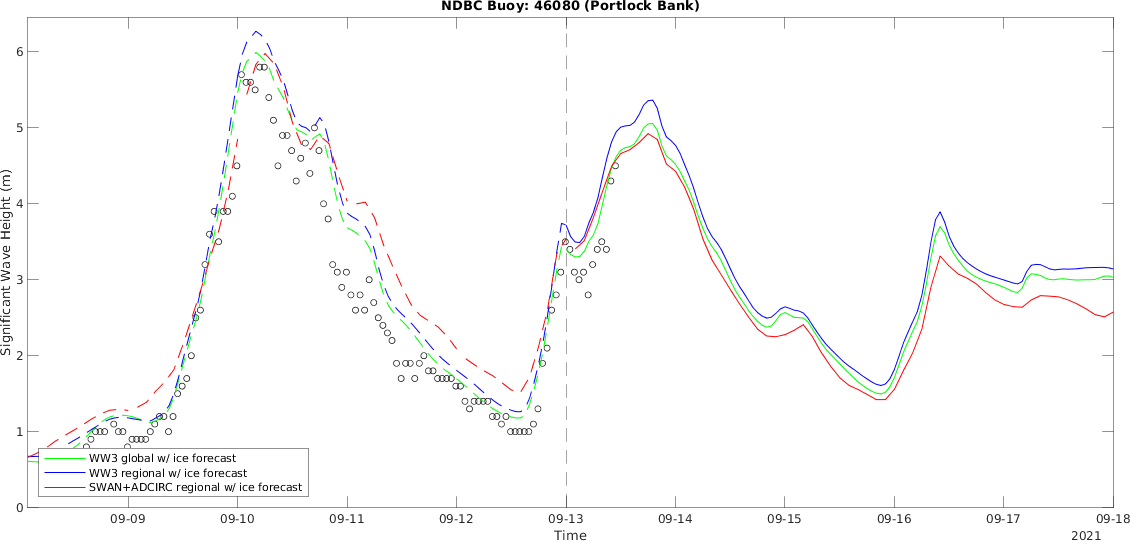 NDBC Buoy: 46080 (Portlock Bank)
Significant Wave Height (m)
6
5
4
3
2
1
0
WW3 global w/ ice forecast
WW3 regional w/ ice forecast
SWAN+ADCIRC regional w/ ice forecast
09-09 09-10 09-11 09-12 09-13 09-14 09-15 09-16 09-17 09-18
Time
2021